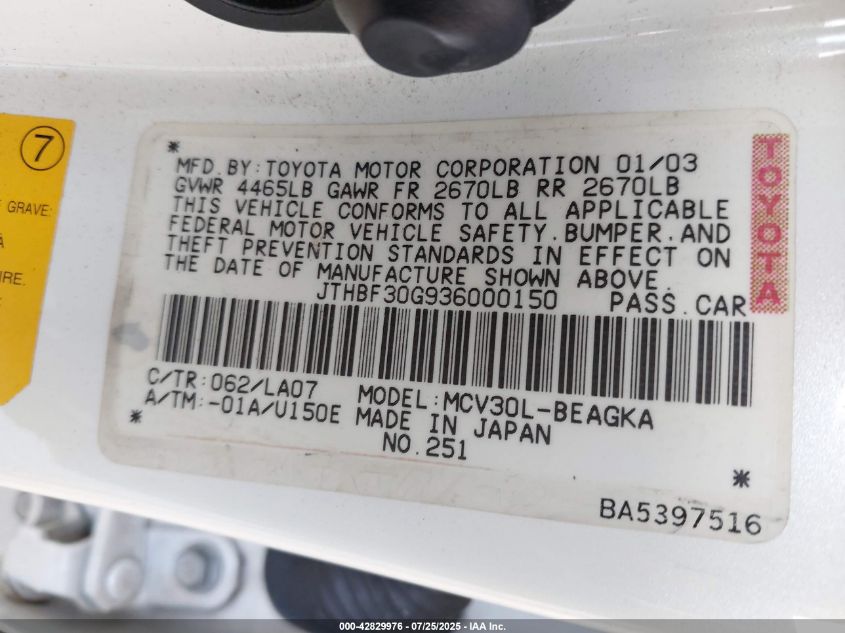 7
GRAVE:
*
MFD.BY:TOYOTA MOTOR CORPORATION 01/03
GVWR 4465LB GAWR FR 2670LB RR 2670LB
THIS VEHICLE CONFORMS TO ALL APPLICABLE
FEDERAL MOTOR VEHICLE SAFETY,BUMPER,AND
THEFT PREVENTION STANDARDS IN EFFECT ON
THE DATE OF MANUFACTURE SHOWN ABOVE.
JTHBF30G936000150 PASS.CAR
TOYOTA
C/TR:062/LA07 MODEL:MCV30L-BEAGKA
A/TM:-01A/U150E MADE IN JAPAN
* NO.251 *
BA5397516
000-42829976 / 07/25/2025 / IAA Inc.